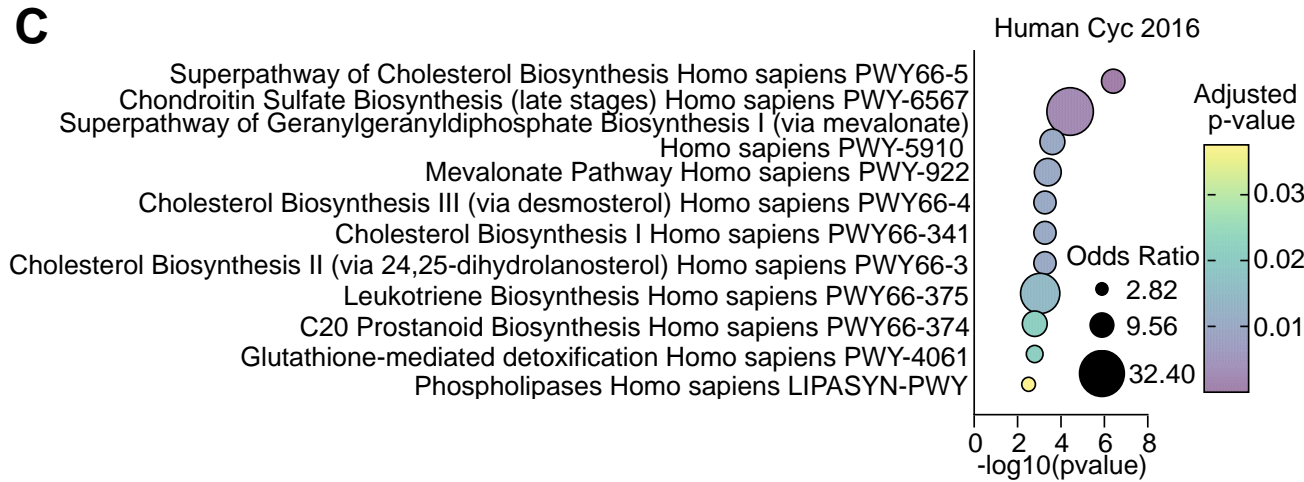 C
Human Cyc 2016
Superpathway of Cholesterol Biosynthesis Homo sapiens PWY66-5
Chondroitin Sulfate Biosynthesis (late stages) Homo sapiens PWY-6567
Superpathway of Geranylgeranyldiphosphate Biosynthesis I (via mevalonate)
Homo sapiens PWY-5910
Mevalonate Pathway Homo sapiens PWY-922
Cholesterol Biosynthesis III (via desmosterol) Homo sapiens PWY66-4
Cholesterol Biosynthesis I Homo sapiens PWY66-341
Cholesterol Biosynthesis II (via 24,25-dihydrolanosterol) Homo sapiens PWY66-3
Leukotriene Biosynthesis Homo sapiens PWY66-375
C20 Prostanoid Biosynthesis Homo sapiens PWY66-374
Glutathione-mediated detoxification Homo sapiens PWY-4061
Phospholipases Homo sapiens LIPASYN-PWY
0 2 4 6 8
-log10(pvalue)
Odds Ratio
2.82
9.56
32.40
Adjusted
p-value
0.03
0.02
0.01